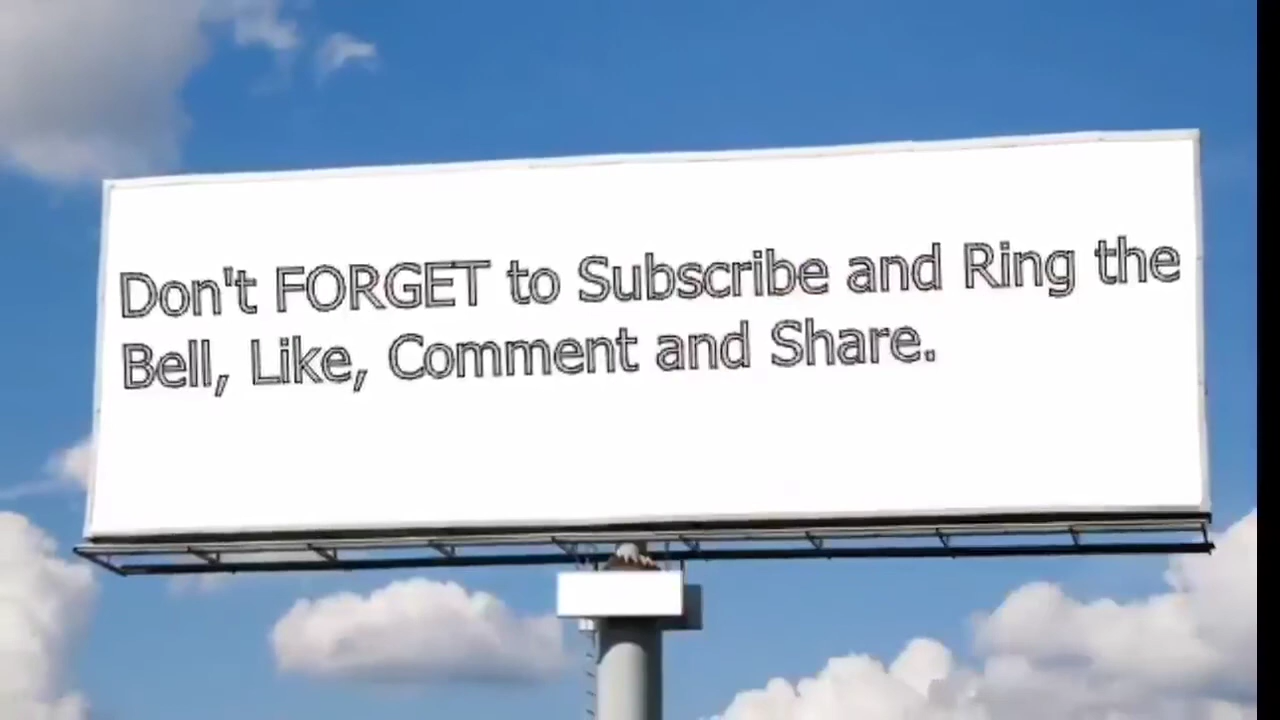 Don't FORGET to Subscribe and Ring the
Bell, Like, Comment and Share.